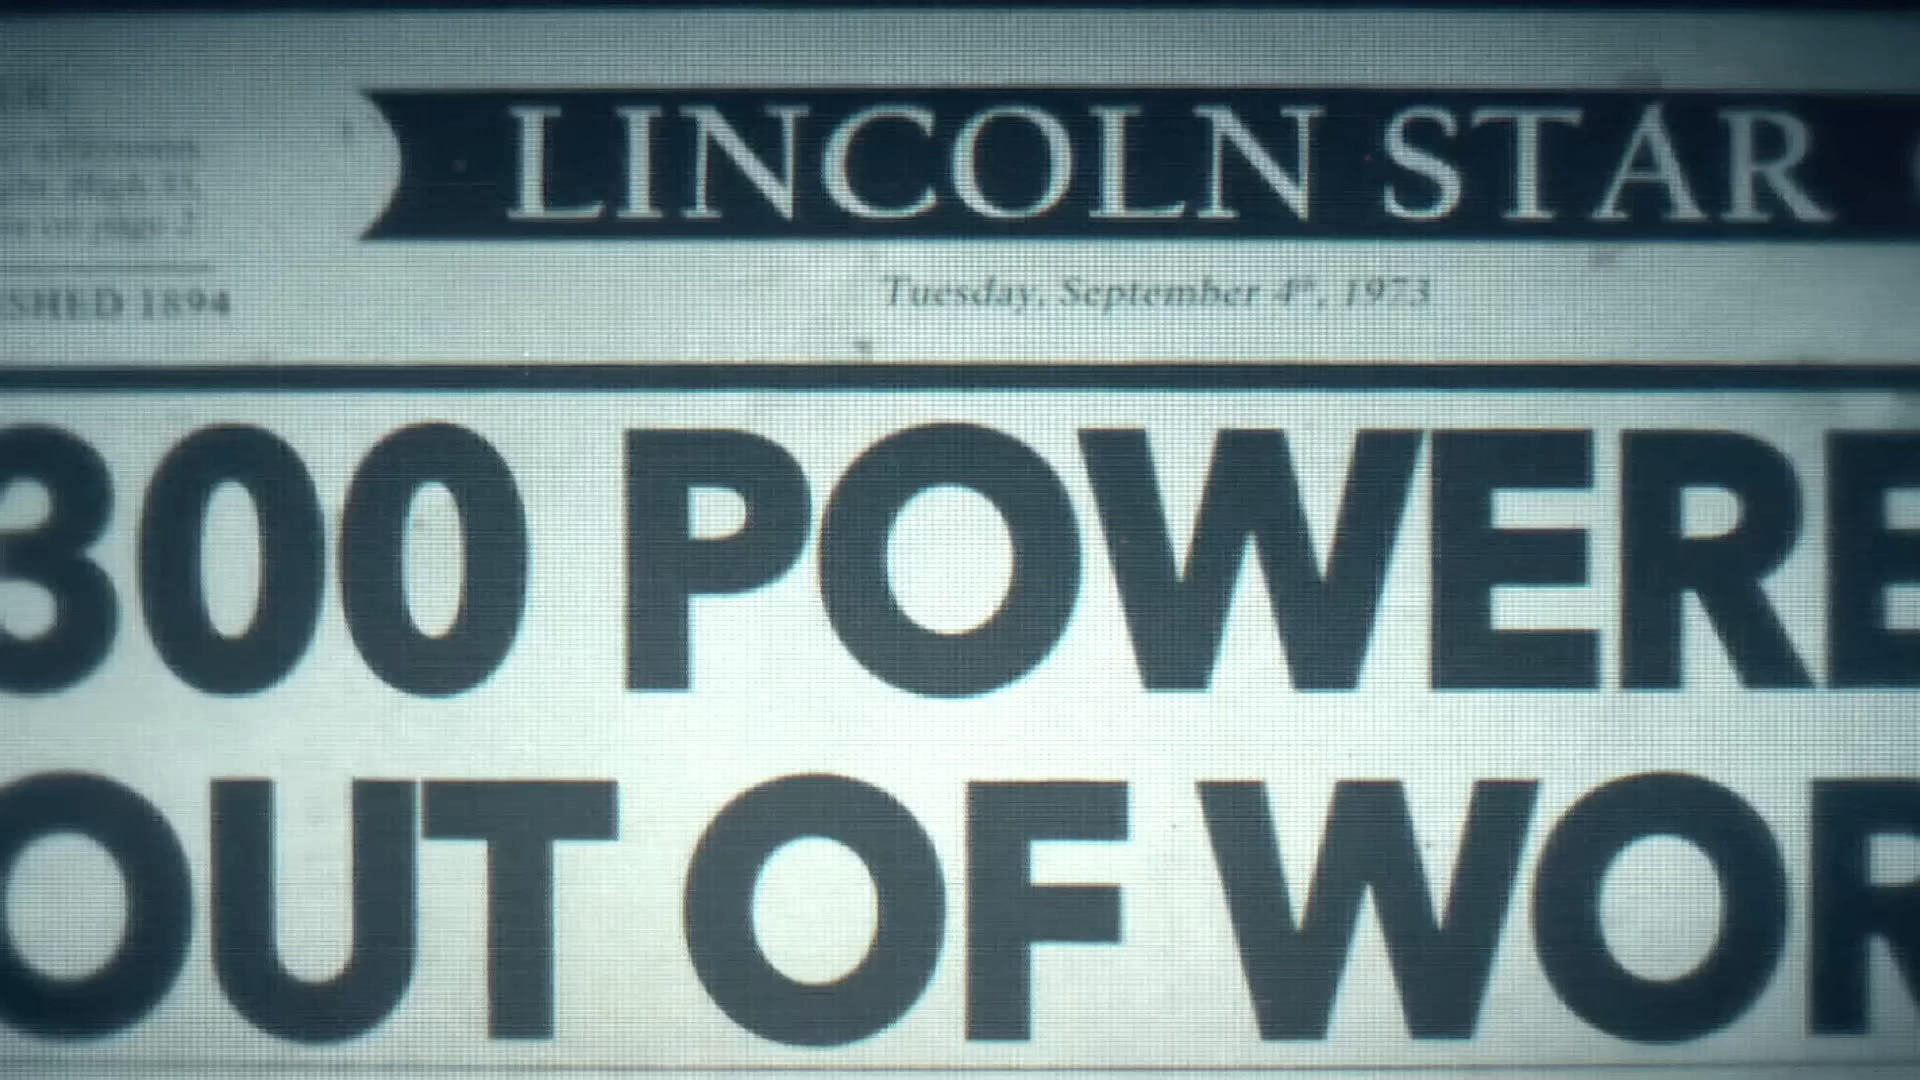 LINCOLN STAR
Tuesday, September 4th, 1973
SHED 1894
300 POWERE
OUT OF WOR